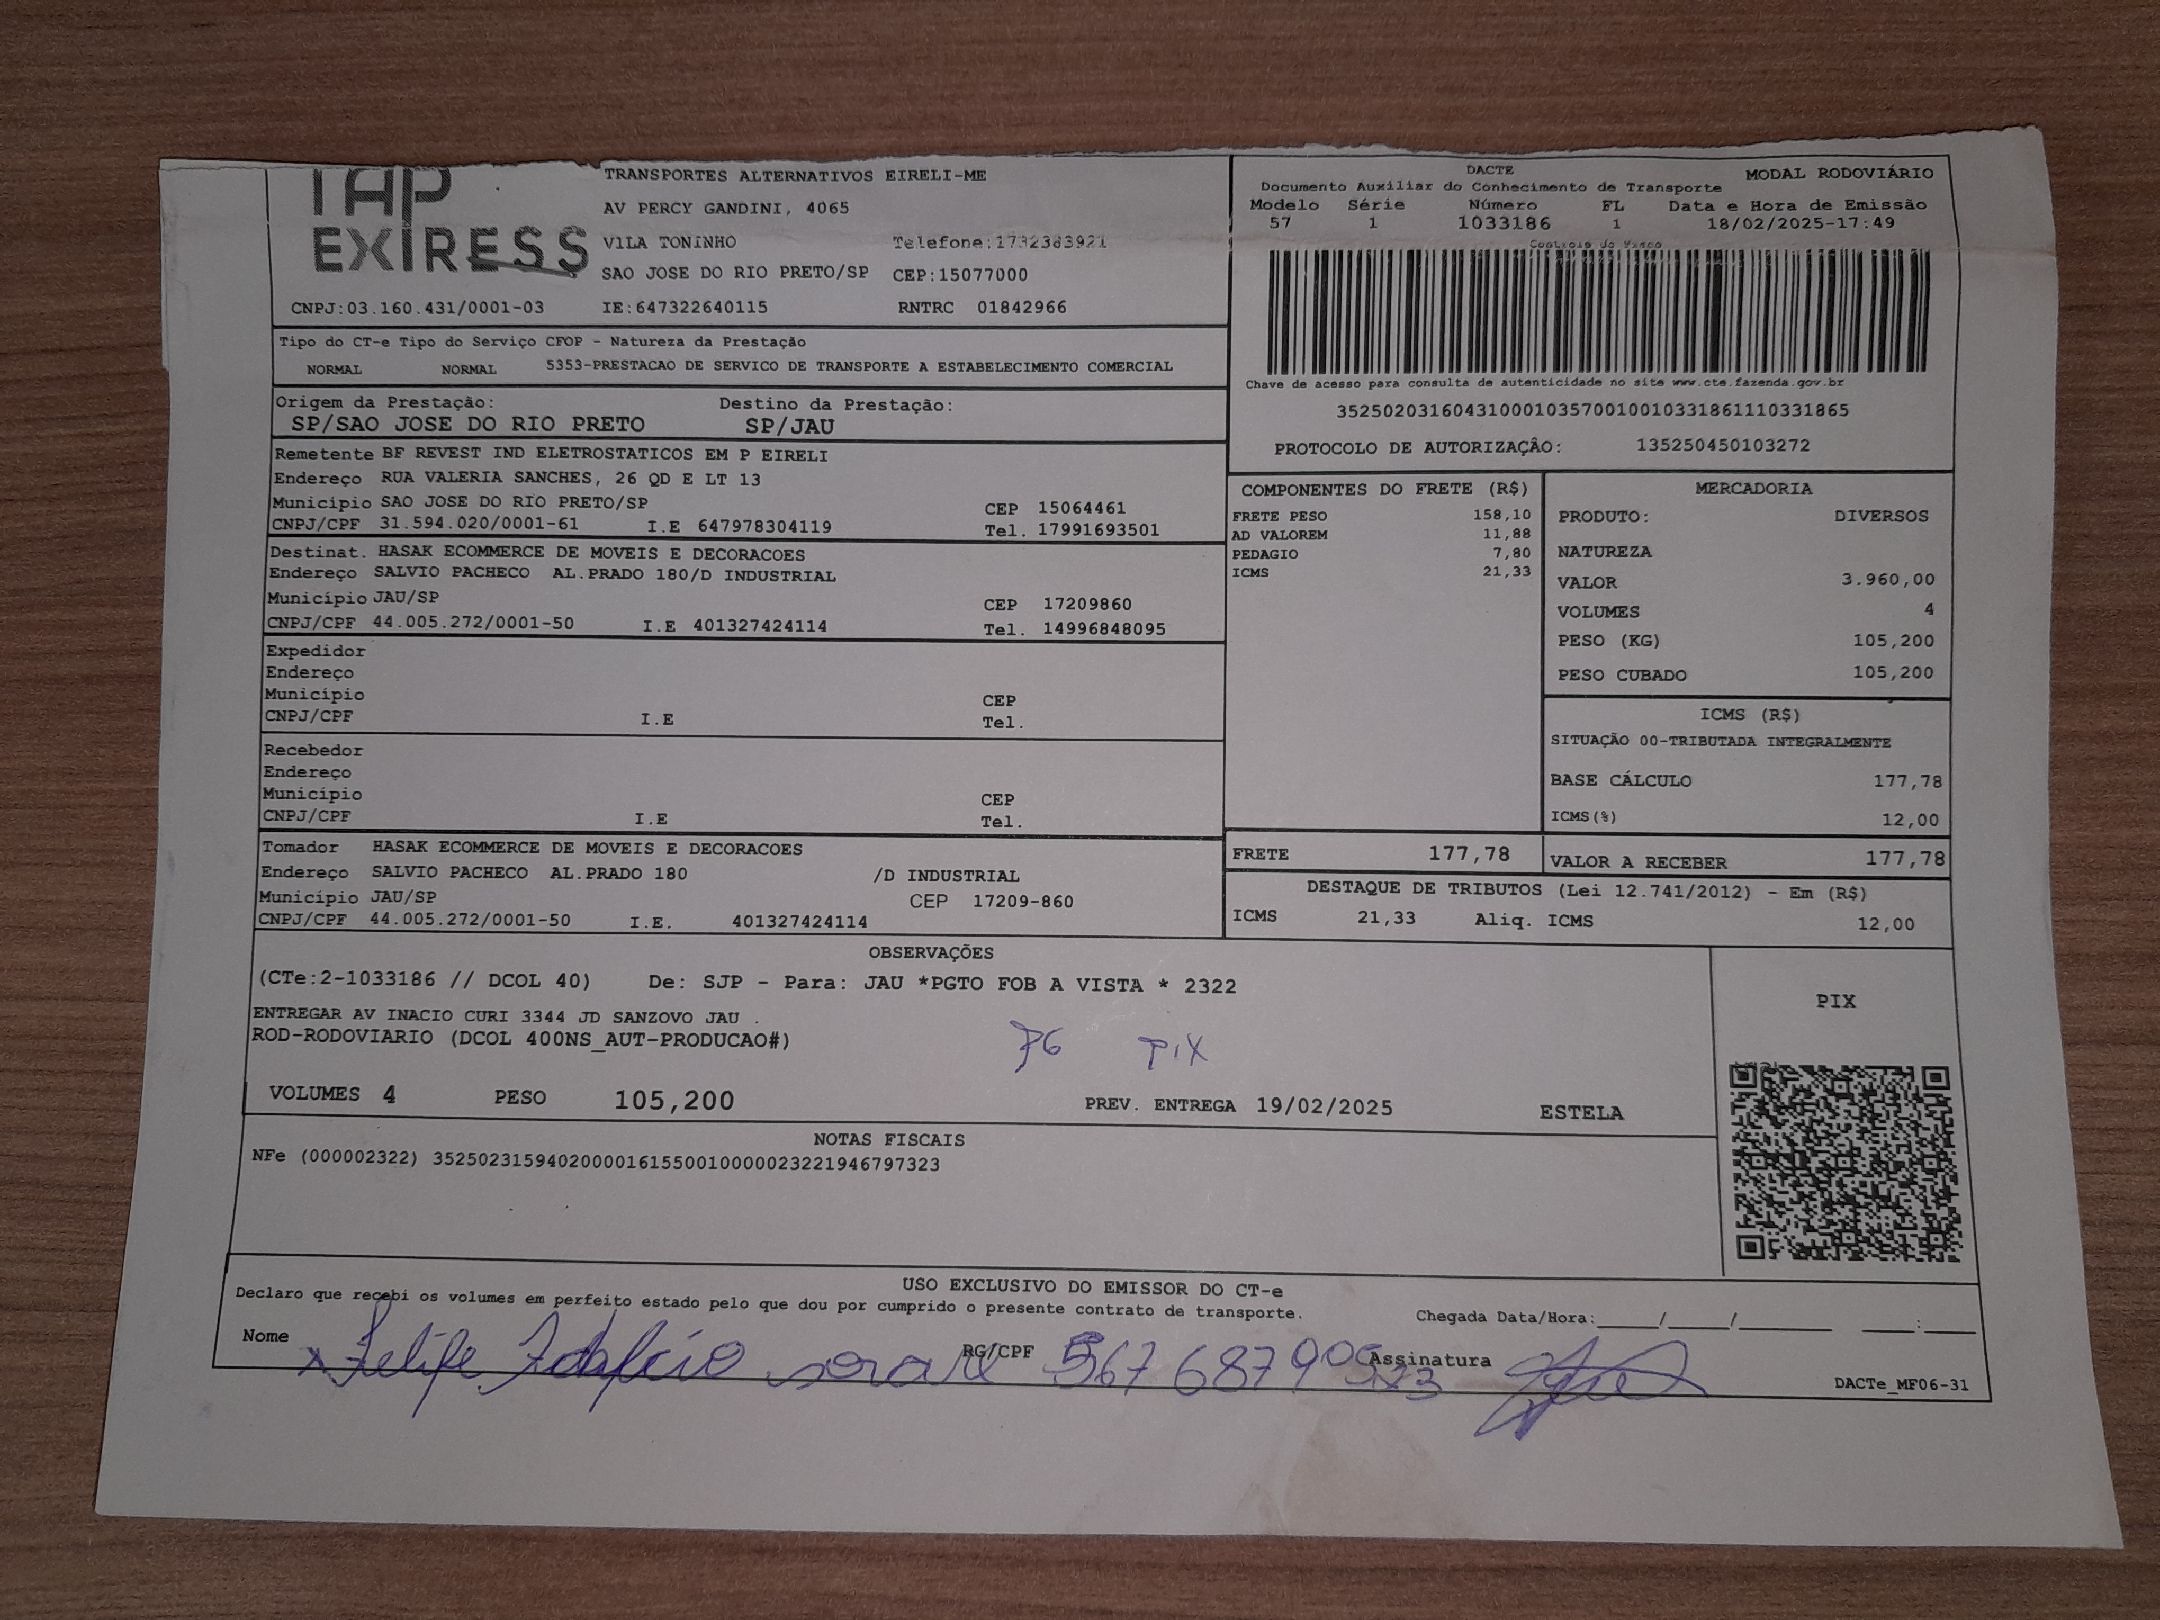 TAP
EXPRESS
TRANSPORTES ALTERNATIVOS EIRELI-ME
AV PERCY GANDINI, 4065
VILA TONINHO Telefone:1732383921
SAO JOSE DO RIO PRETO/SP CEP:15077000
CNPJ:03.160.431/0001-03 IE:647322640115 RNTRC 01842966
DACTE MODAL RODOVIÁRIO
Documento Auxiliar do Conhecimento de Transporte
Modelo Série Número FL Data e Hora de Emissão
57 1 1033186 1 18/02/2025-17:49
Controle do Fisco
Chave de acesso para consulta de autenticidade no site www.cte.fazenda.gov.br
35250203160431000103570010010331861110331865
PROTOCOLO DE AUTORIZAÇÂO: 135250450103272
Tipo do CT-e Tipo do Serviço CFOP - Natureza da Prestação
NORMAL NORMAL 5353-PRESTACAO DE SERVICO DE TRANSPORTE A ESTABELECIMENTO COMERCIAL
Origem da Prestação: Destino da Prestação:
SP/SAO JOSE DO RIO PRETO SP/JAU
Remetente BF REVEST IND ELETROSTATICOS EM P EIRELI
Endereço RUA VALERIA SANCHES, 26 QD E LT 13
Município SAO JOSE DO RIO PRETO/SP CEP 15064461
CNPJ/CPF 31.594.020/0001-61 I.E 647978304119 Tel. 17991693501
Destinat. HASAK ECOMMERCE DE MOVEIS E DECORACOES
Endereço SALVIO PACHECO AL.PRADO 180/D INDUSTRIAL
Município JAU/SP CEP 17209860
CNPJ/CPF 44.005.272/0001-50 I.E 401327424114 Tel. 14996848095
Expedidor
Endereço
Município CEP
CNPJ/CPF I.E Tel.
Recebedor
Endereço
Município CEP
CNPJ/CPF I.E Tel.
Tomador HASAK ECOMMERCE DE MOVEIS E DECORACOES
Endereço SALVIO PACHECO AL.PRADO 180 /D INDUSTRIAL
Município JAU/SP CEP 17209-860
CNPJ/CPF 44.005.272/0001-50 I.E. 401327424114
COMPONENTES DO FRETE (R$)
FRETE PESO 158,10
AD VALOREM 11,88
PEDAGIO 7,80
ICMS 21,33
MERCADORIA
PRODUTO: DIVERSOS
NATUREZA
VALOR 3.960,00
VOLUMES 4
PESO (KG) 105,200
PESO CUBADO 105,200
ICMS (R$)
SITUAÇÃO 00-TRIBUTADA INTEGRALMENTE
BASE CÁLCULO 177,78
ICMS(%) 12,00
FRETE 177,78 VALOR A RECEBER 177,78
DESTAQUE DE TRIBUTOS (Lei 12.741/2012) - Em (R$)
ICMS 21,33 Aliq. ICMS 12,00
OBSERVAÇÕES
(CTe:2-1033186 // DCOL 40) De: SJP - Para: JAU *PGTO FOB A VISTA * 2322
ENTREGAR AV INACIO CURI 3344 JD SANZOVO JAU .
ROD-RODOVIARIO (DCOL 400NS_AUT-PRODUCAO#)
PG PIX
VOLUMES 4 PESO 105,200 PREV. ENTREGA 19/02/2025 ESTELA
PIX
NOTAS FISCAIS
NFe (000002322) 35250231594020000161550010000023221946797323
USO EXCLUSIVO DO EMISSOR DO CT-e
Declaro que recebi os volumes em perfeito estado pelo que dou por cumprido o presente contrato de transporte. Chegada Data/Hora:_____/_____/________ ____:____
Nome x Felipe RG/CPF Assinatura
DACTe_MF06-31